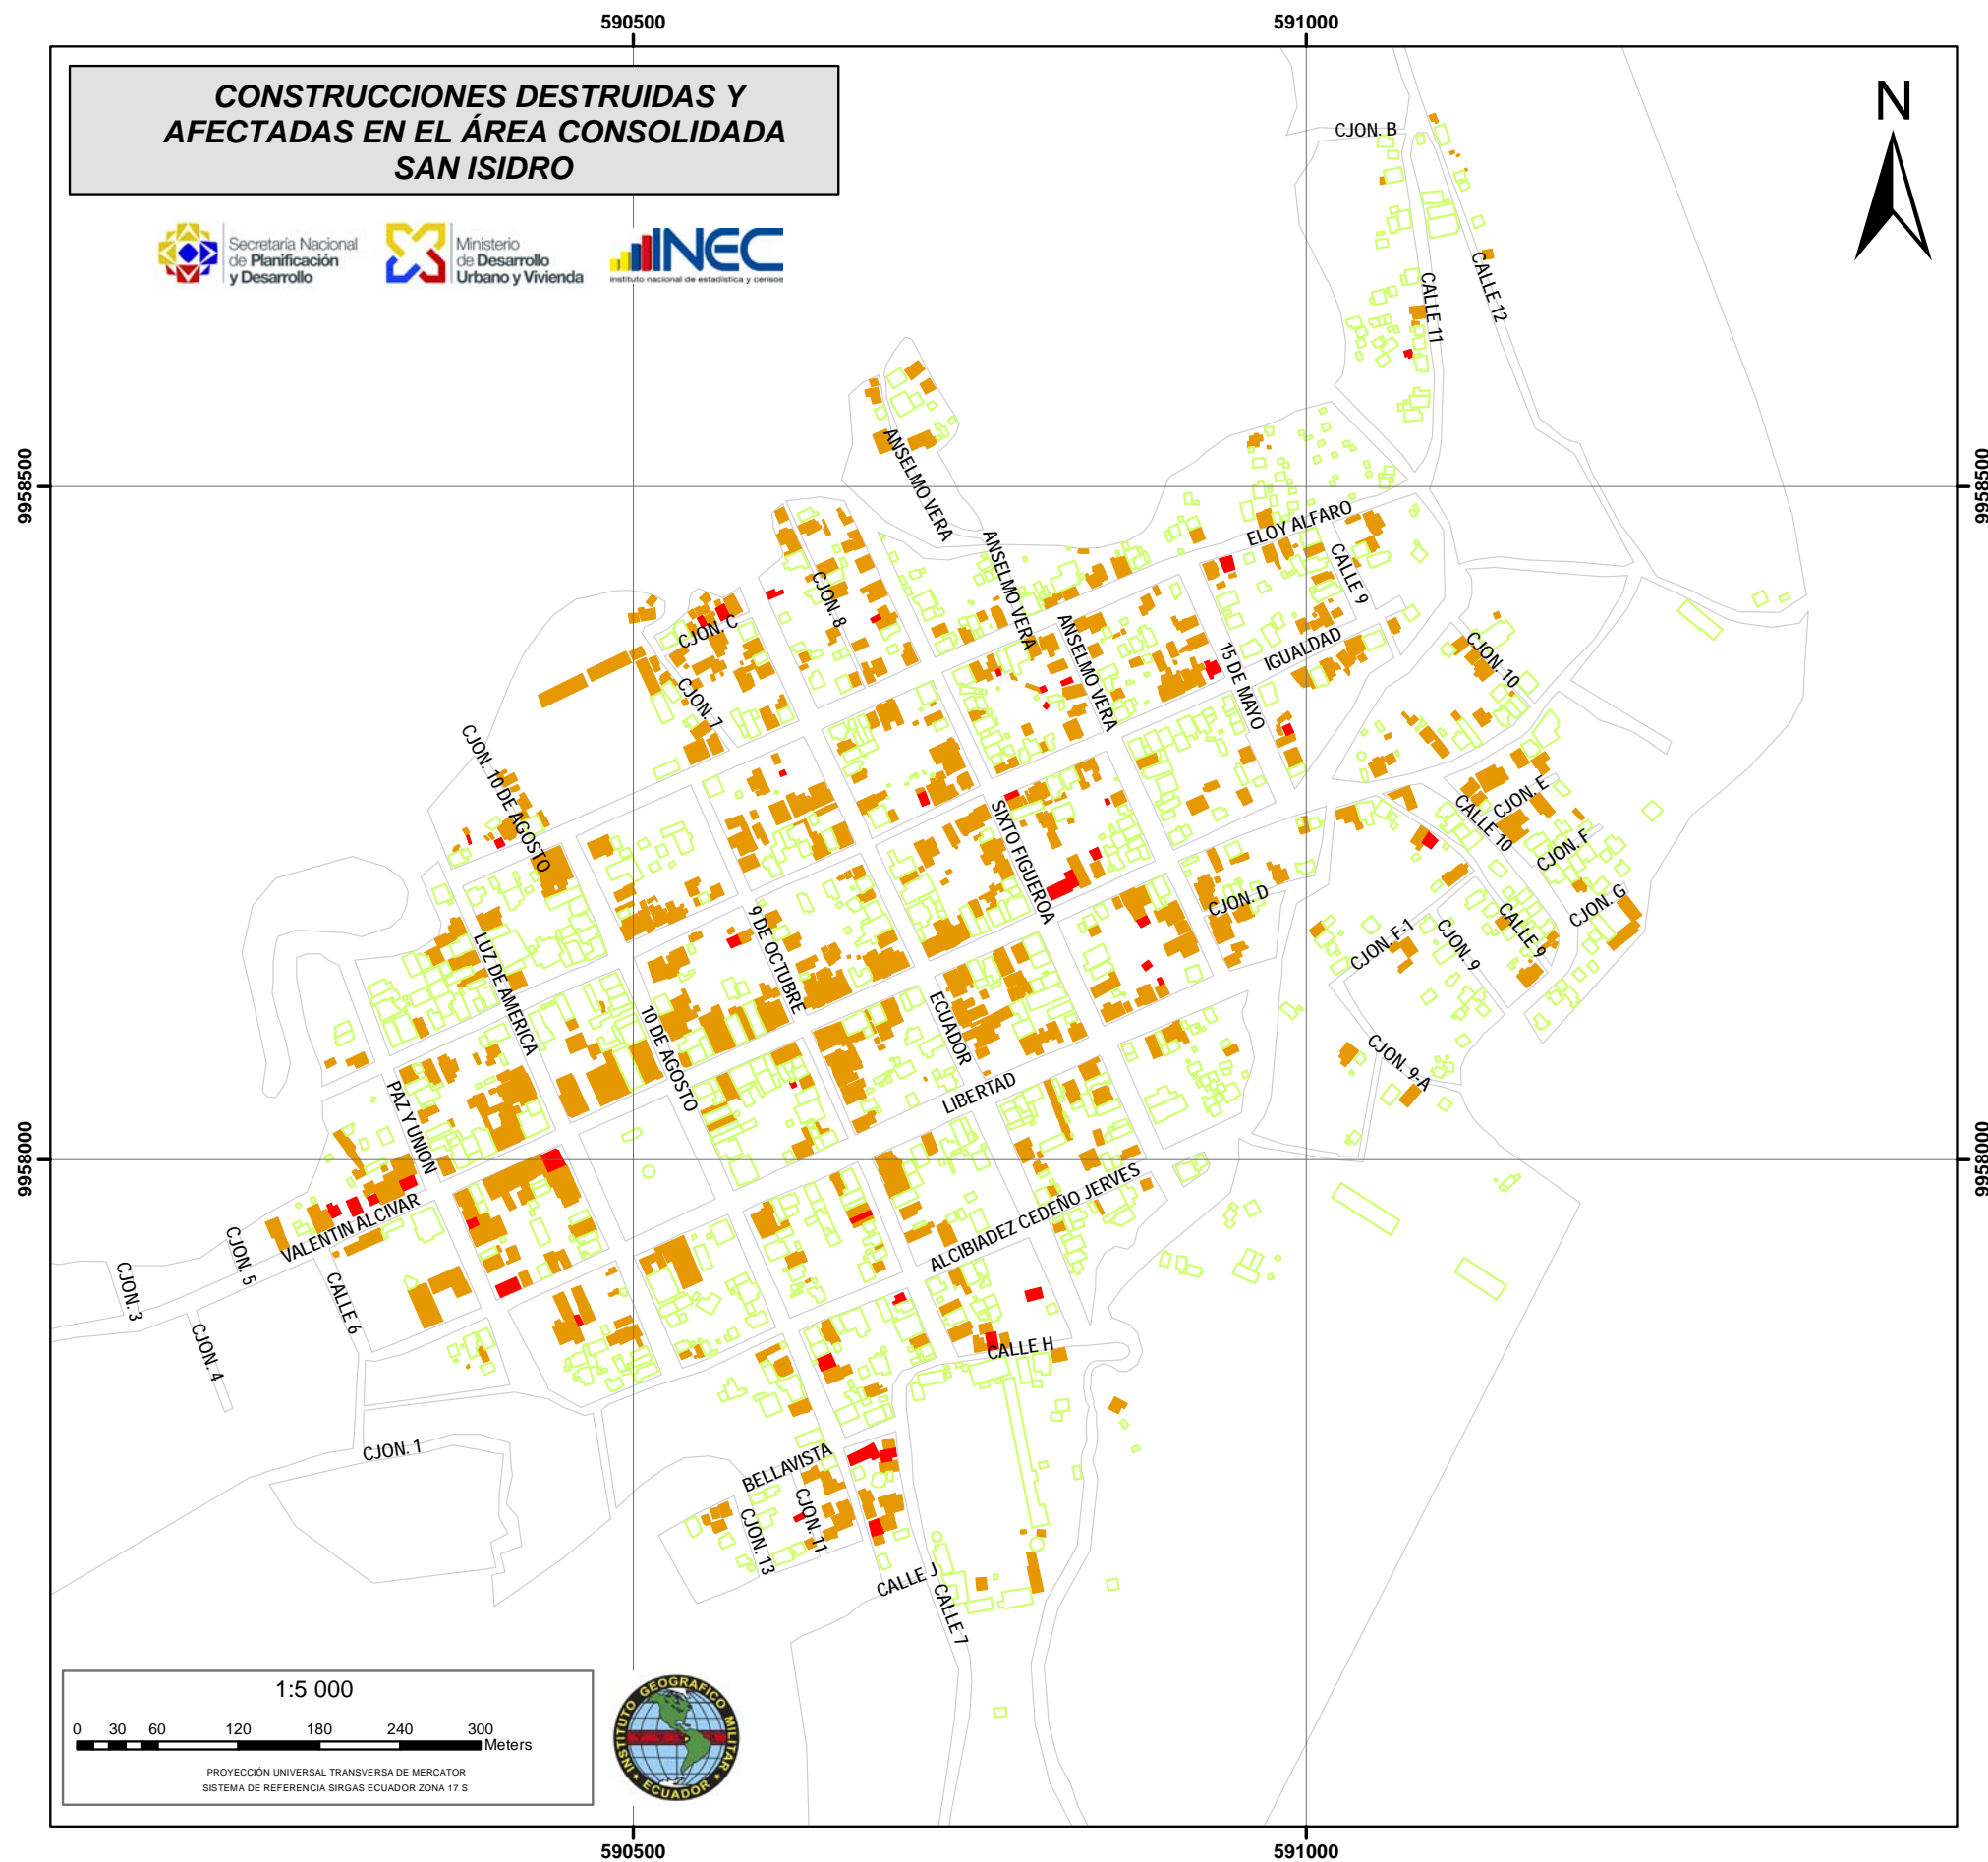 590500
591000
CONSTRUCCIONES DESTRUIDAS Y
AFECTADAS EN EL ÁREA CONSOLIDADA
SAN ISIDRO
Secretaría Nacional
de Planificación
y Desarrollo
Ministerio
de Desarrollo
Urbano y Vivienda
INEC
instituto nacional de estadística y censos
N
CJON. B
CALLE 12
CALLE 11
ANSELMO VERA
9958500
9958500
ELOY ALFARO
ANSELMO VERA
CALLE 9
CJON. 8
CJON. C
ANSELMO VERA
IGUALDAD
15 DE MAYO
CJON. 10
CJON. 7
CJON. 10 DE AGOSTO
SIXTO FIGUEROA
CJON. E
CALLE 10
CJON. F
CJON. D
CJON. G
9 DE OCTUBRE
CALLE 9
CJON. 9
CJON. F-1
LUZ DE AMERICA
ECUADOR
10 DE AGOSTO
CJON. 9-A
LIBERTAD
PAZ Y UNION
9958000
9958000
ALCIBIADEZ CEDEÑO JERVES
VALENTIN ALCIVAR
CJON. 5
CJON. 3
CALLE 6
CJON. 4
CALLE H
CJON. 1
BELLAVISTA
CJON. 11
CJON. 13
CALLE J
CALLE 7
1:5 000
0 30 60 120 180 240 300
Meters
PROYECCIÓN UNIVERSAL TRANSVERSA DE MERCATOR
SISTEMA DE REFERENCIA SIRGAS ECUADOR ZONA 17 S
INSTITUTO GEOGRAFICO MILITAR
ECUADOR
590500
591000